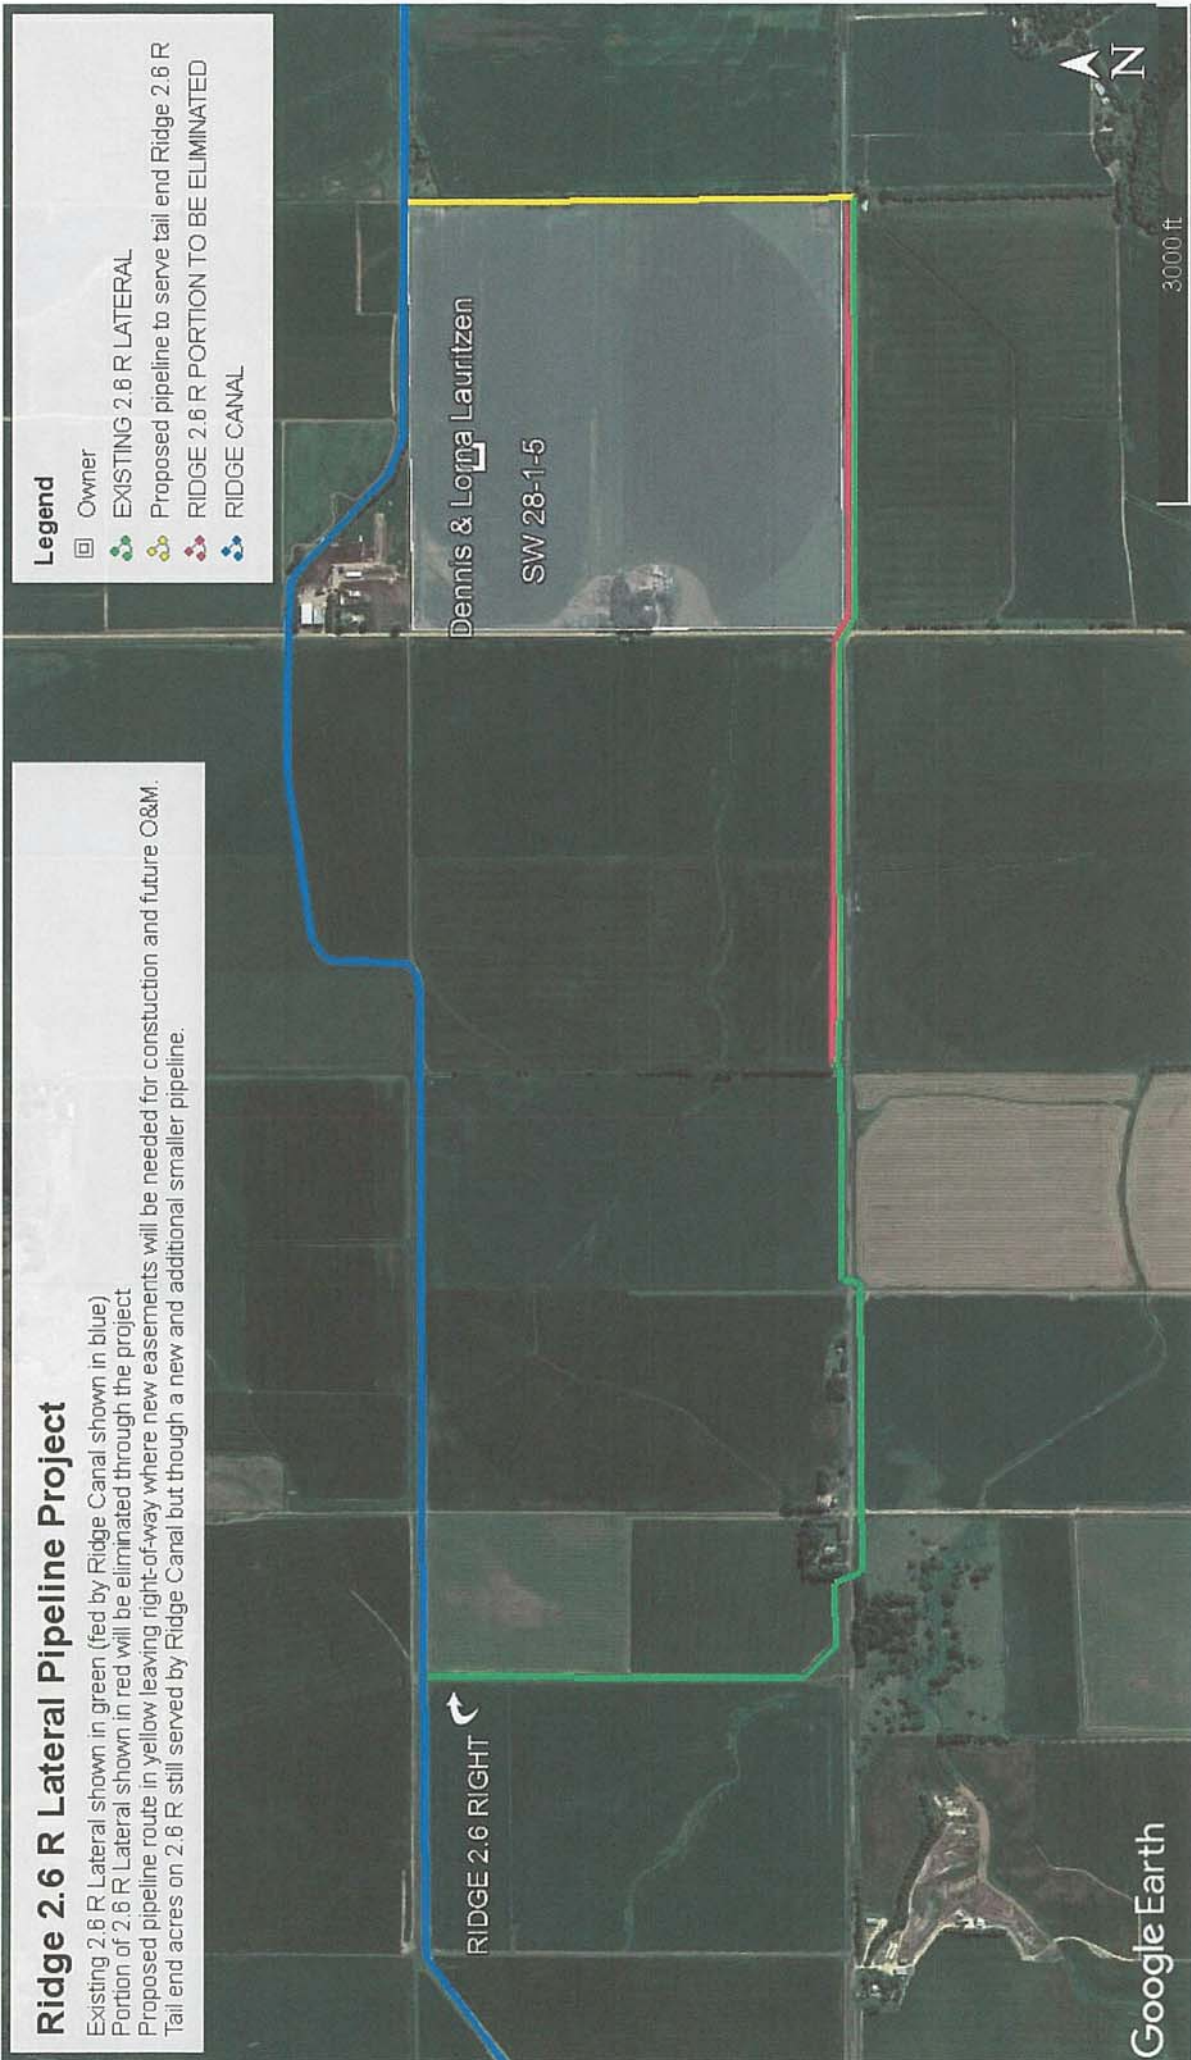 Ridge 2.6 R Lateral Pipeline Project
Existing 2.6 R Lateral shown in green (fed by Ridge Canal shown in blue)
Portion of 2.6 R Lateral shown in red will be eliminated through the project
Proposed pipeline route in yellow leaving right-of-way where new easements will be needed for constuction and future O&M.
Tail end acres on 2.6 R still served by Ridge Canal but though a new and additional smaller pipeline.
Legend
Owner
EXISTING 2.6 R LATERAL
Proposed pipeline to serve tail end Ridge 2.6 R
RIDGE 2.6 R PORTION TO BE ELIMINATED
RIDGE CANAL
Dennis & Lorna Lauritzen
SW 28-1-5
RIDGE 2.6 RIGHT
N
3000 ft
Google Earth